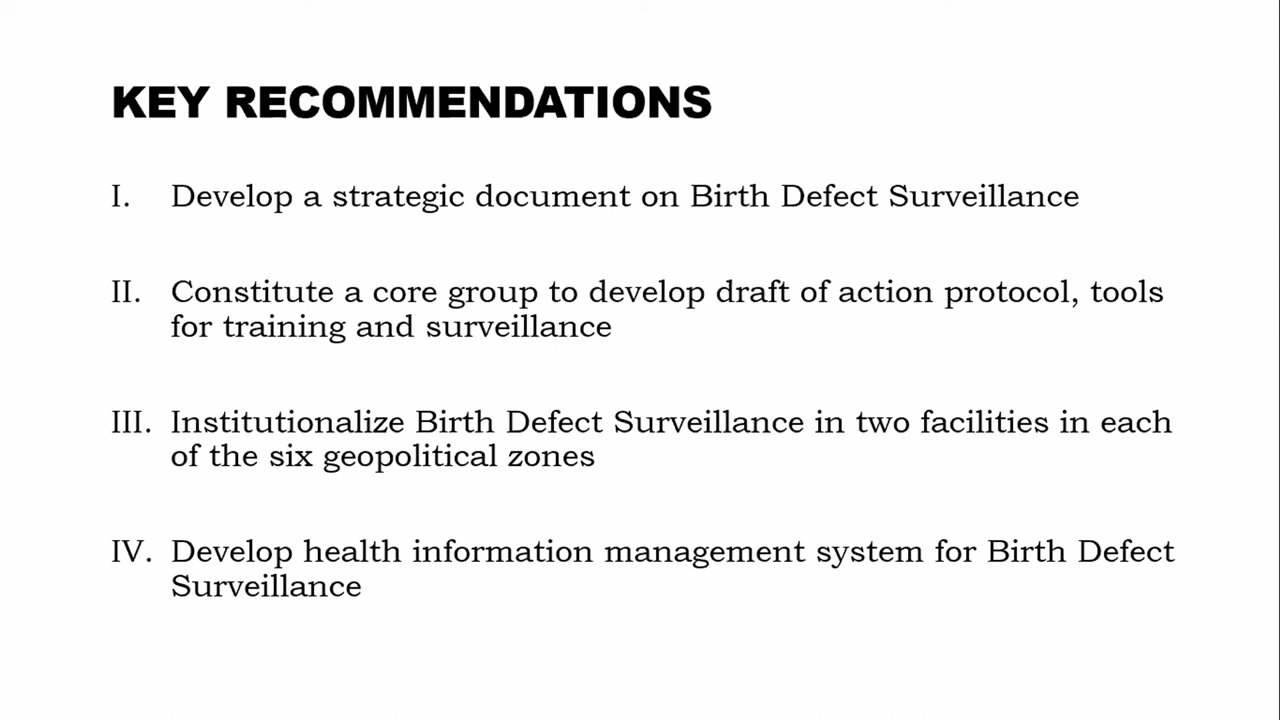 KEY RECOMMENDATIONS
I. Develop a strategic document on Birth Defect Surveillance
II. Constitute a core group to develop draft of action protocol, tools
for training and surveillance
III. Institutionalize Birth Defect Surveillance in two facilities in each
of the six geopolitical zones
IV. Develop health information management system for Birth Defect
Surveillance